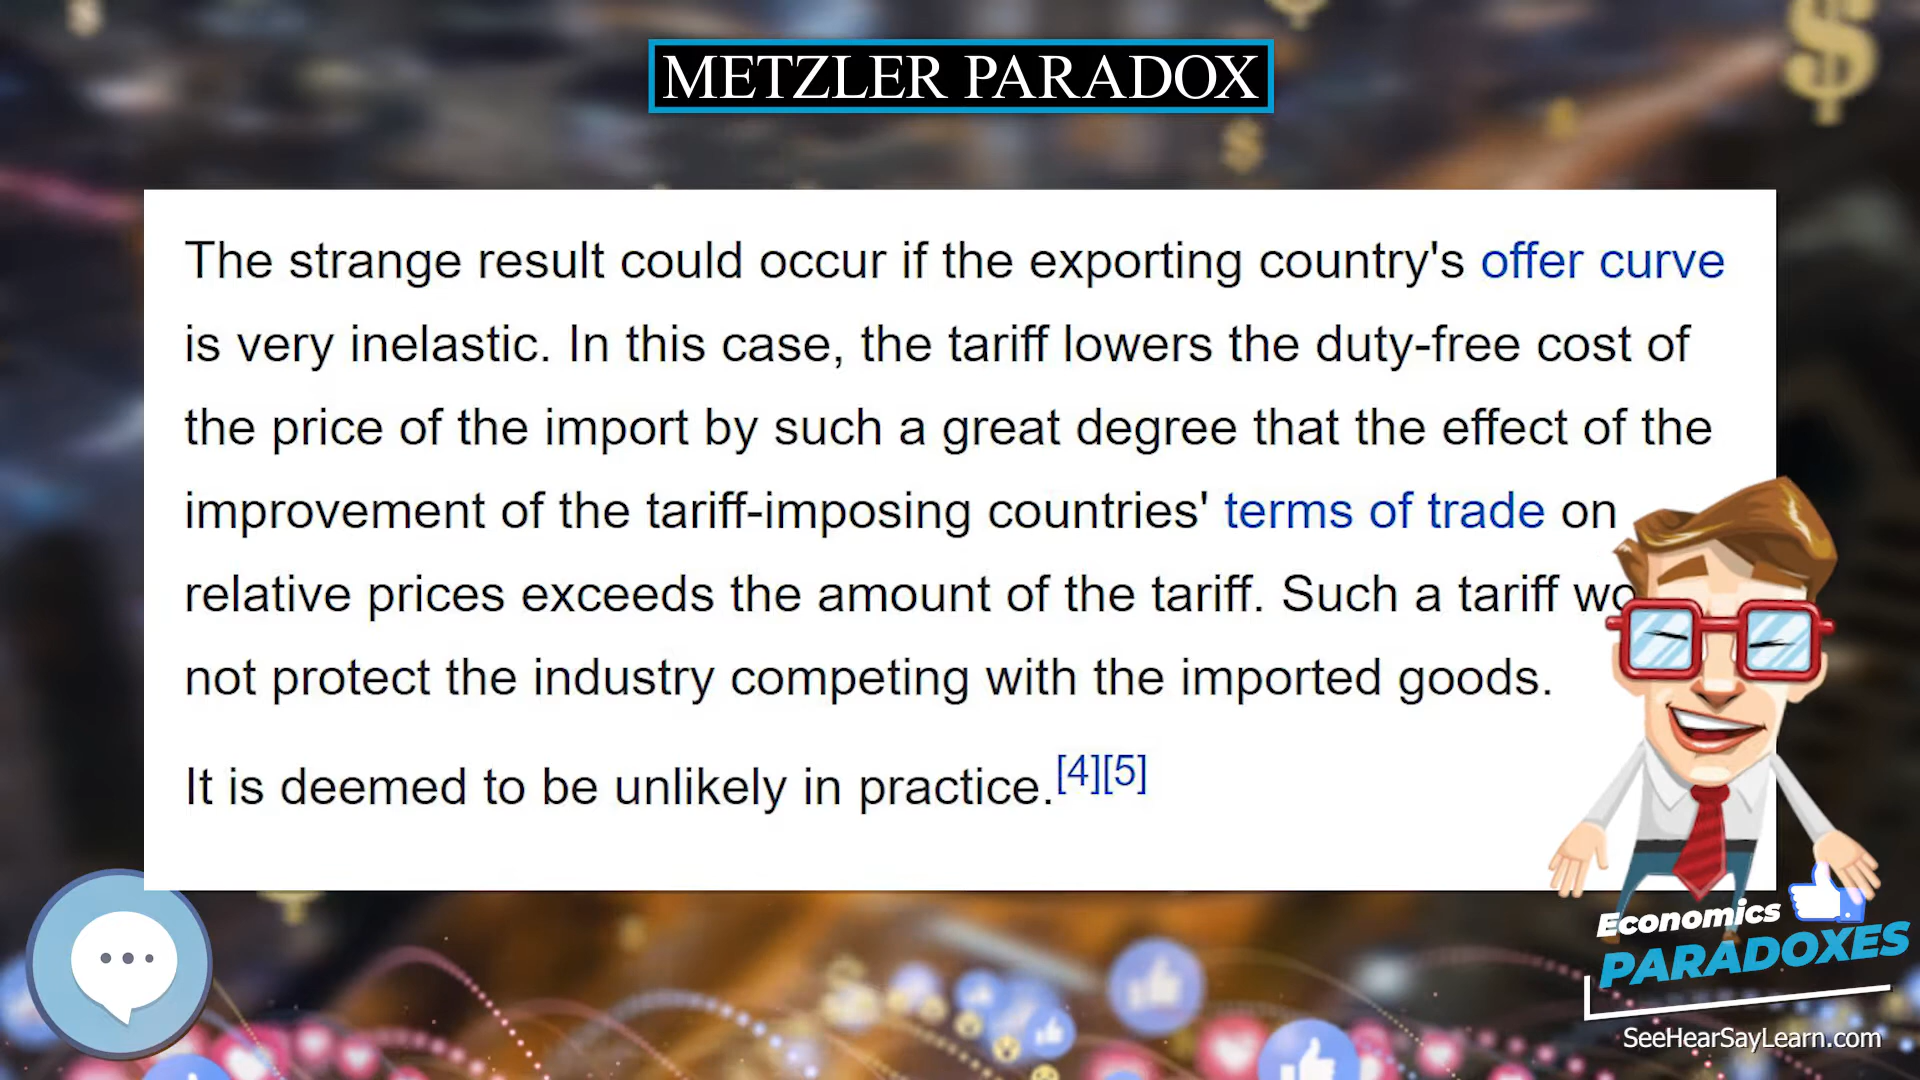 METZLER PARADOX
The strange result could occur if the exporting country's offer curve
is very inelastic. In this case, the tariff lowers the duty-free cost of
the price of the import by such a great degree that the effect of the
improvement of the tariff-imposing countries' terms of trade on
relative prices exceeds the amount of the tariff. Such a tariff
not protect the industry competing with the imported goods.
It is deemed to be unlikely in practice.[4][5]
Economics
PARADOXES
SeeHearSayLearn.com